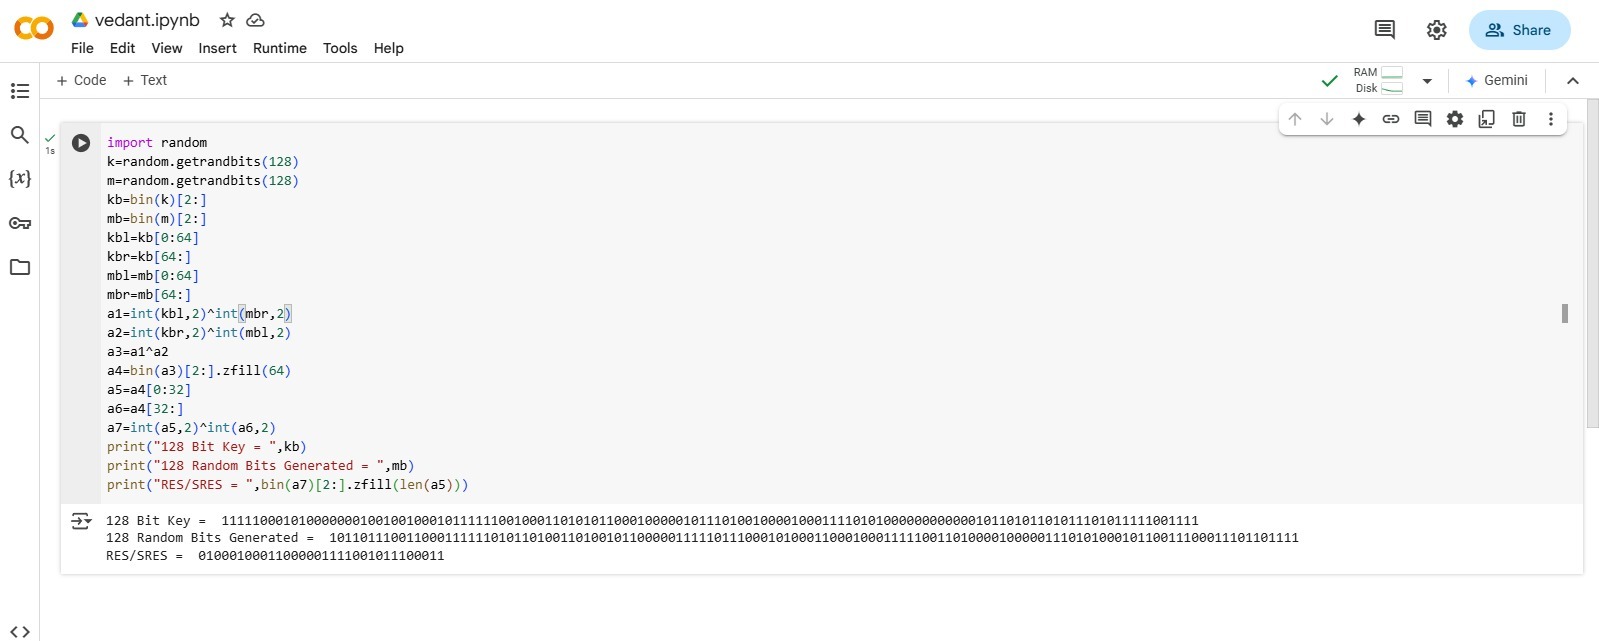 vedant.ipynb
File Edit View Insert Runtime Tools Help
Share
+ Code + Text
RAM
Disk
Gemini
{x}
1s
import random
k=random.getrandbits(128)
m=random.getrandbits(128)
kb=bin(k)[2:]
mb=bin(m)[2:]
kbl=kb[0:64]
kbr=kb[64:]
mbl=mb[0:64]
mbr=mb[64:]
a1=int(kbl,2)^int(mbr,2)
a2=int(kbr,2)^int(mbl,2)
a3=a1^a2
a4=bin(a3)[2:].zfill(64)
a5=a4[0:32]
a6=a4[32:]
a7=int(a5,2)^int(a6,2)
print("128 Bit Key = ",kb)
print("128 Random Bits Generated = ",mb)
print("RES/SRES = ",bin(a7)[2:].zfill(len(a5)))
128 Bit Key =  1111100010100000001001001000101111110010001101010110001000001011101001000010001111010100000000000010110101101011101011111001111
128 Random Bits Generated =  101101110011000111111010110100110100101100000111110111000101000110001000111110011010000100000111010100010110011100011101101111
RES/SRES =  01000100011000001111001011100011